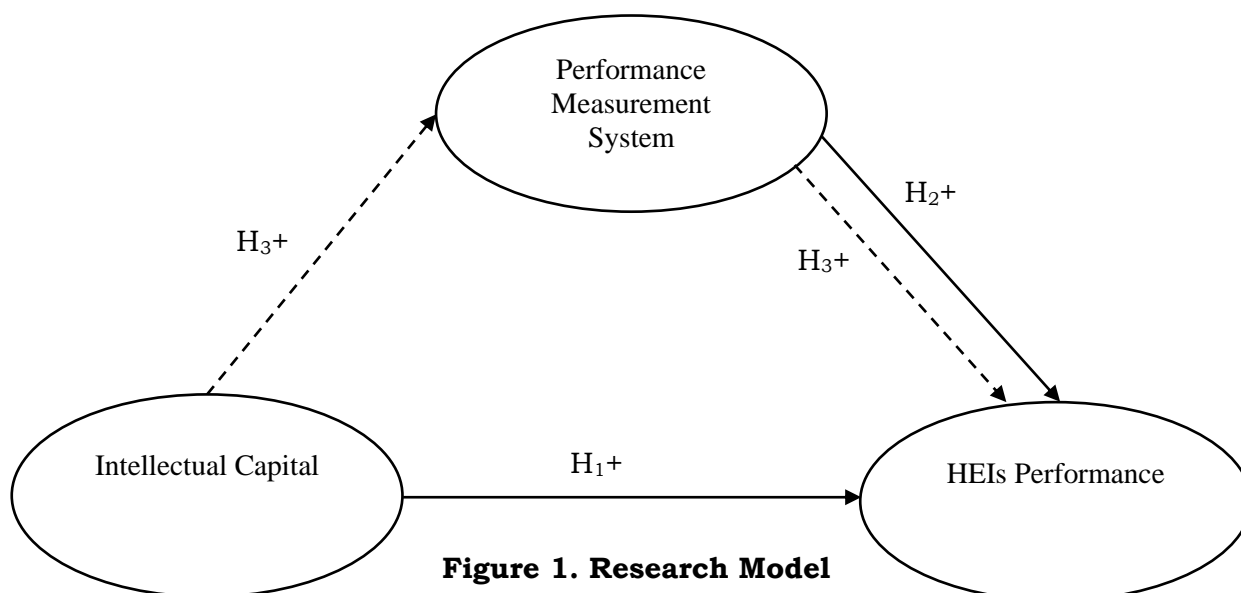 Performance
Measurement
System
H₂+
H₃+
H₃+
Intellectual Capital
H₁+
HEIs Performance
Figure 1. Research Model